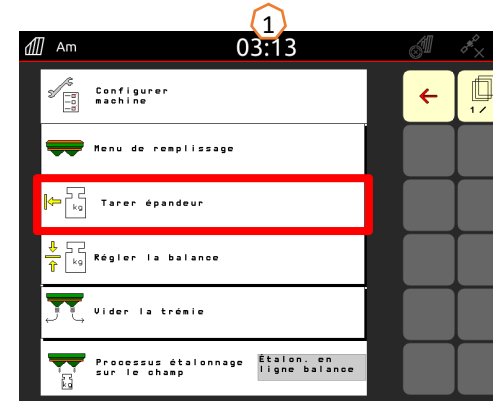 1
Am
03:13
Configurer
machine
1/
Menu de remplissage
kg
Tarer épandeur
kg
Régler la balance
Vider la trémie
Processus étalonnage
sur le champ
Étalon. en
ligne balance
kg